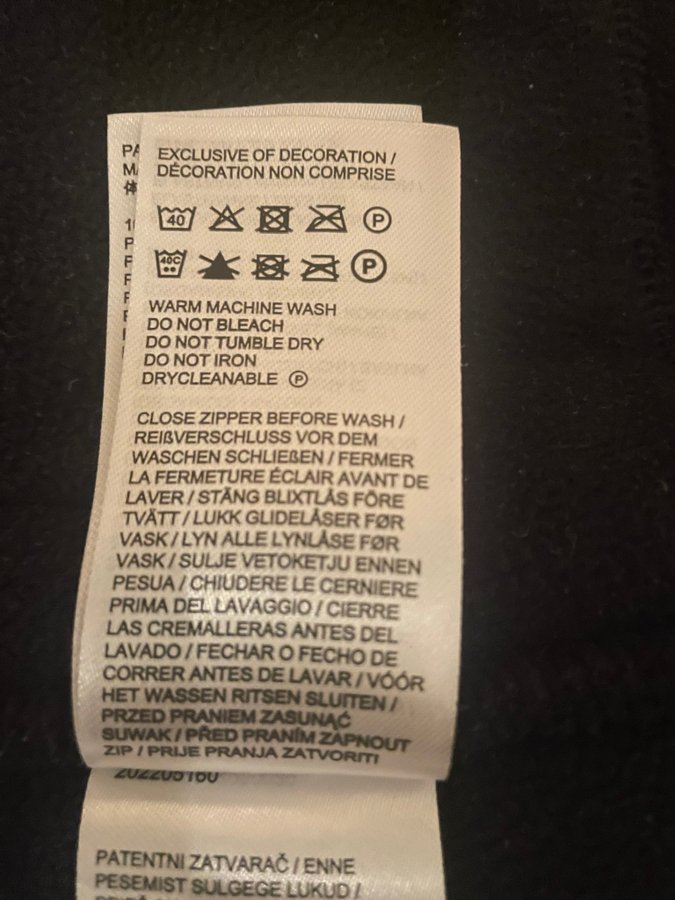 EXCLUSIVE OF DECORATION /
DÉCORATION NON COMPRISE
40
P
40C
P
WARM MACHINE WASH
DO NOT BLEACH
DO NOT TUMBLE DRY
DO NOT IRON
DRYCLEANABLE P
CLOSE ZIPPER BEFORE WASH /
REIßVERSCHLUSS VOR DEM
WASCHEN SCHLIEßEN / FERMER
LA FERMETURE ÉCLAIR AVANT DE
LAVER / STÄNG BLIXTLÅS FÖRE
TVÄTT / LUKK GLIDELÅSER FØR
VASK / LYN ALLE LYNLÅSE FØR
VASK / SULJE VETOKETJU ENNEN
PESUA / CHIUDERE LE CERNIERE
PRIMA DEL LAVAGGIO / CIERRE
LAS CREMALLERAS ANTES DEL
LAVADO / FECHAR O FECHO DE
CORRER ANTES DE LAVAR / VÓÓR
HET WASSEN RITSEN SLUITEN /
PRZED PRANIEM ZASUNĄĆ
SUWAK / PŘED PRANÍM ZAPNOUT
ZIP / PRIJE PRANJA ZATVORITI
202205160
PATENTNI ZATVARAČ / ENNE
PESEMIST SULGEGE LUKUD /